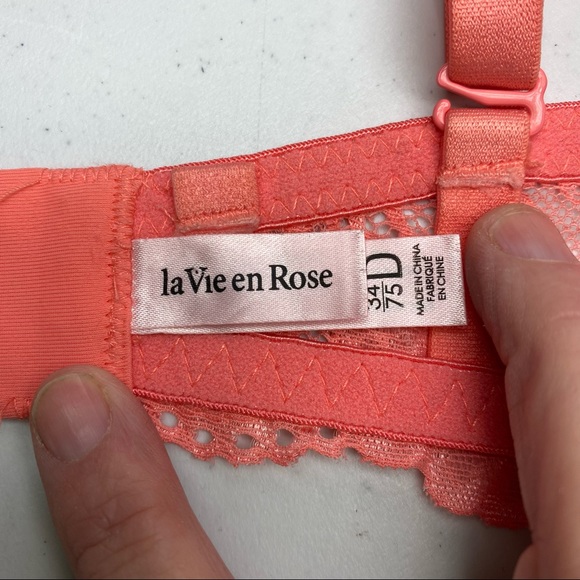 la Vie en Rose
34
75
D
MADE IN CHINA
FABRIQUÉ
EN CHINE